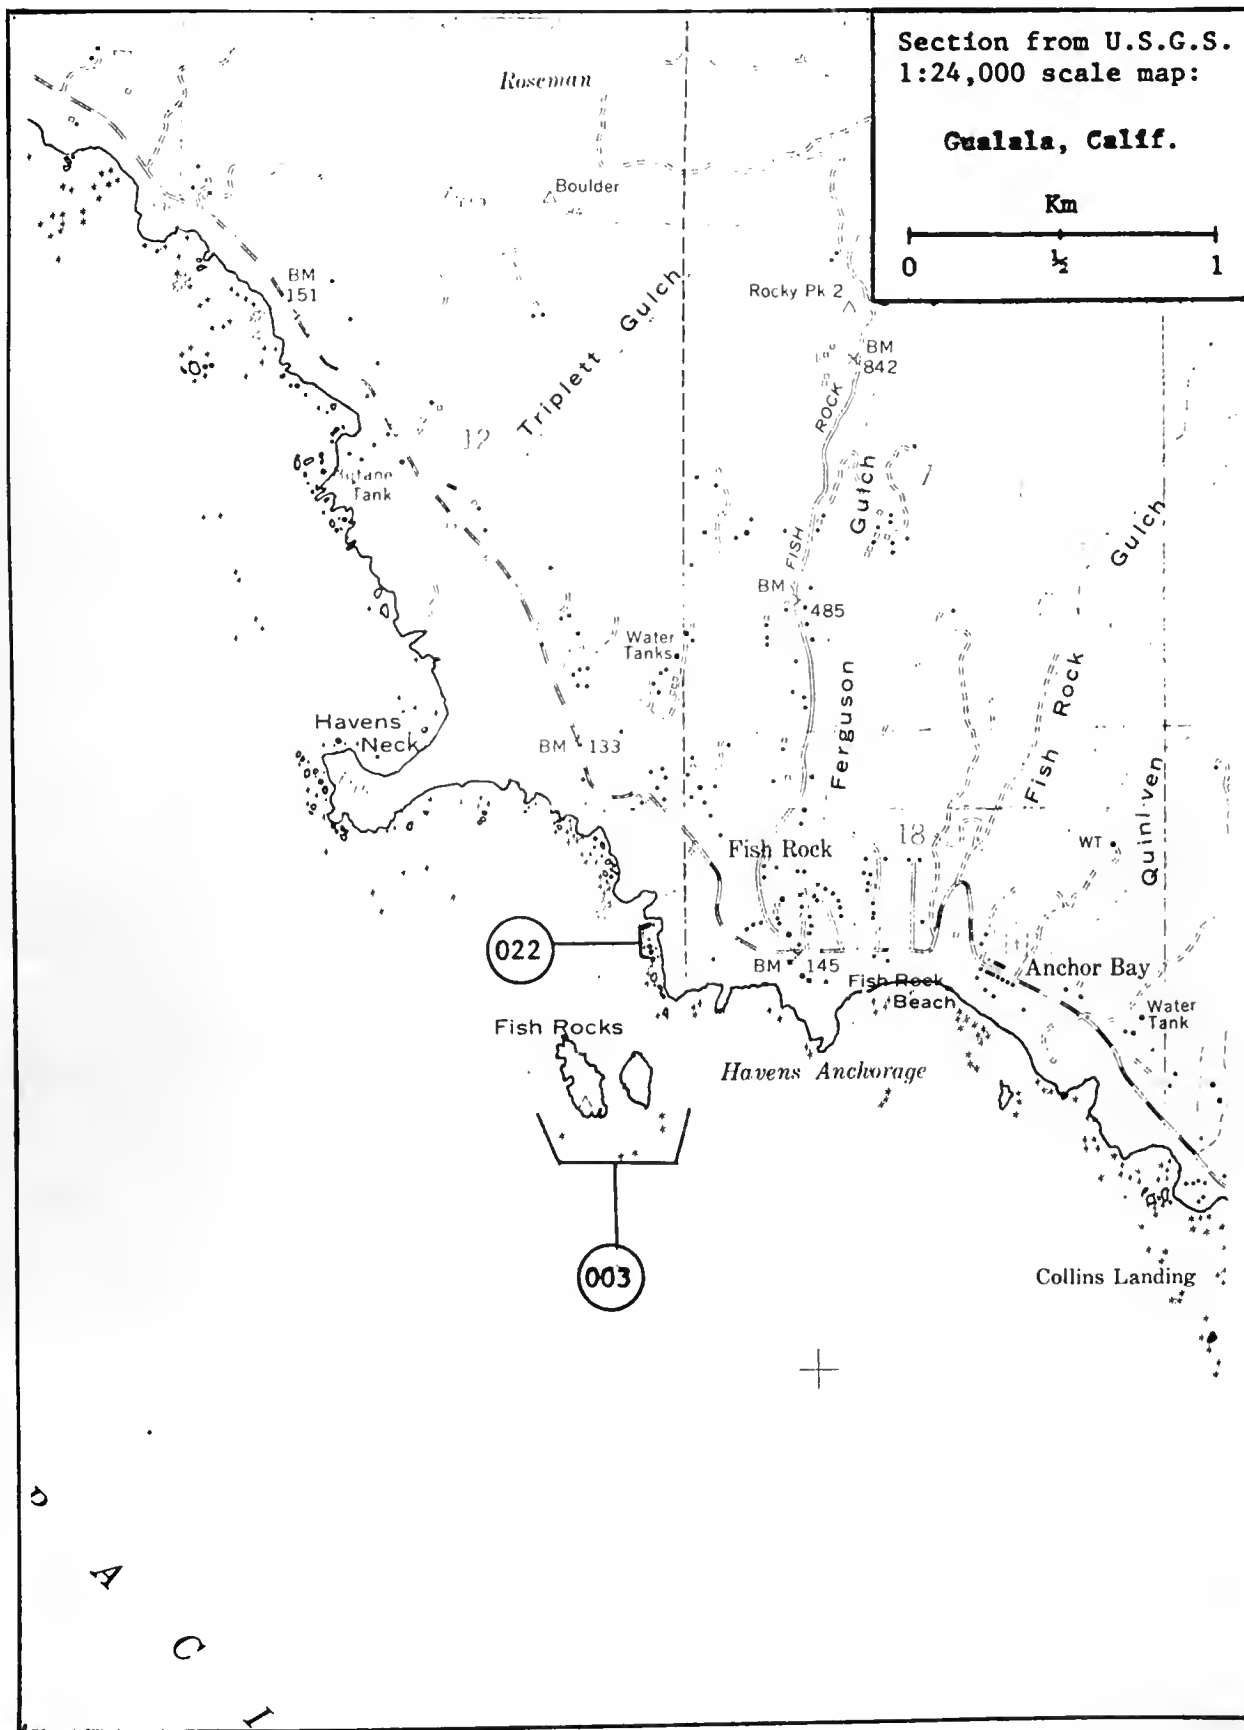 Section from U.S.G.S.
1:24,000 scale map:
Gualala, Calif.
Km
0 ½ 1
Roseman
Boulder
BM
151
Triplett Gulch
Rocky Pk 2
BM
842
FISH ROCK
12
Butane
Tank
Gulch
7
Gulch
BM
485
Water
Tanks
Ferguson
Fish Rock
Havens
Neck
BM 133
Quinliven
Fish Rock
18
WT
022
BM 145
Fish Rock
Beach
Anchor Bay
Water
Tank
Fish Rocks
Havens Anchorage
003
Collins Landing
P A C I